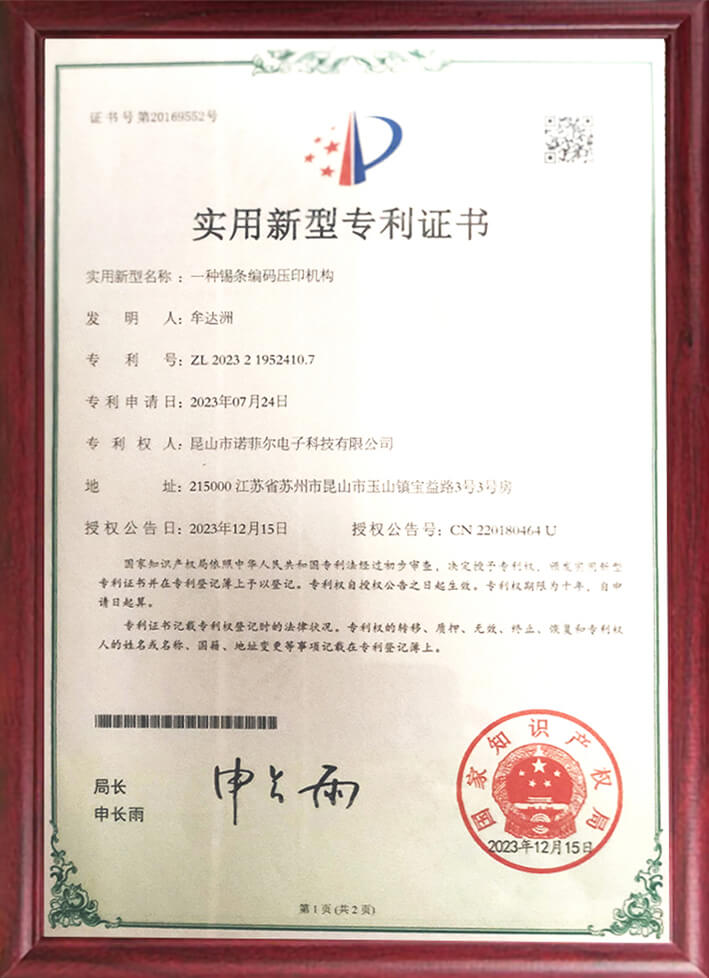 证书号第20169552号
实用新型专利证书
实用新型名称：一种锡条编码压印机构
发明人：牟达洲
专利号：ZL 2023 2 1952410.7
专利申请日：2023年07月24日
专利权人：昆山市诺菲尔电子科技有限公司
地址：215000 江苏省苏州市昆山市玉山镇宝益路3号3号房
授权公告日：2023年12月15日 授权公告号：CN 220180464 U
国家知识产权局依照中华人民共和国专利法经过初步审查，决定授予专利权，颁发实用新型
专利证书并在专利登记簿上予以登记。专利权自授权公告之日起生效。专利权期限为十年，自申
请日起算。
专利证书记载专利权登记时的法律状况。专利权的转移、质押、无效、终止、恢复和专利权
人的姓名或名称、国籍、地址变更等事项记载在专利登记簿上。
局长
申长雨
申长雨
国家知识产权局
2023年12月15日
第1页(共2页)